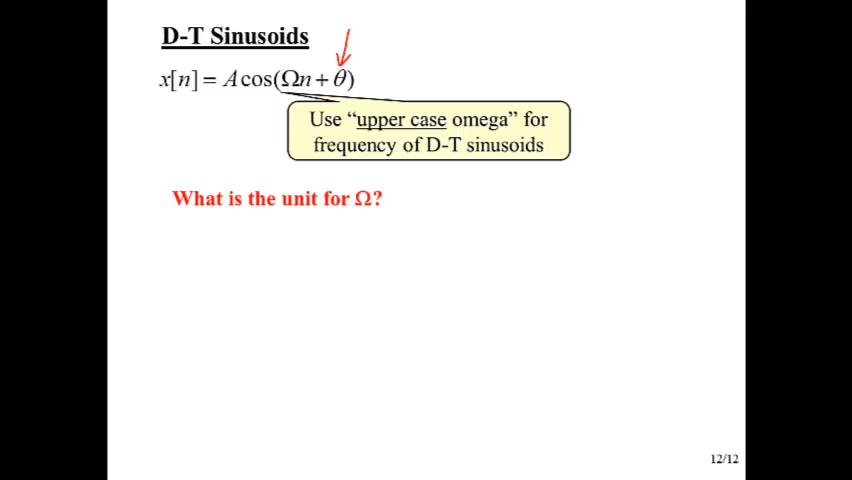 D-T Sinusoids
x[n] = A cos(Ωn + θ)
Use “upper case omega” for
frequency of D-T sinusoids
What is the unit for Ω?
12/12